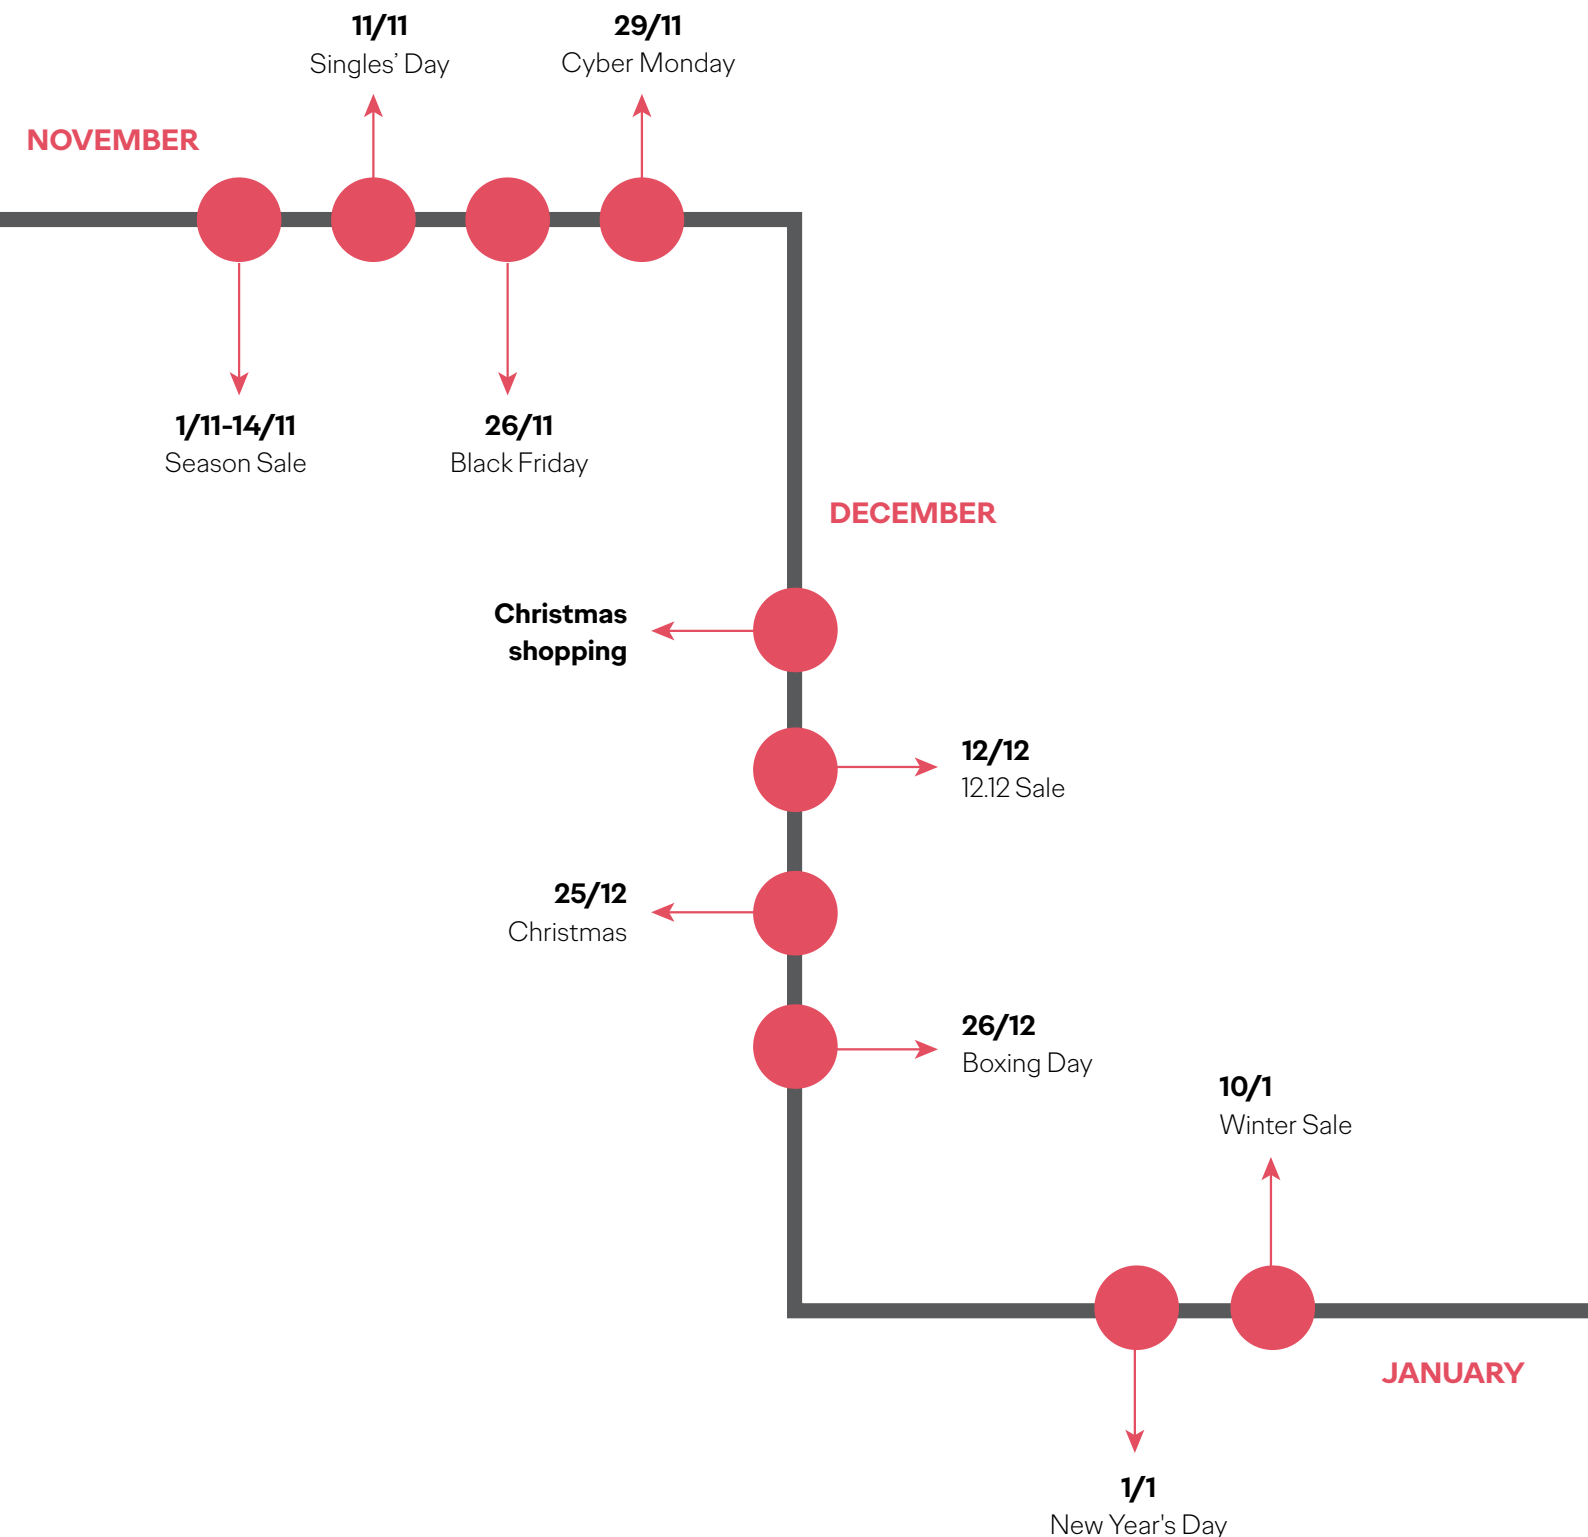 11/11
Singles’ Day
29/11
Cyber Monday
NOVEMBER
1/11-14/11
Season Sale
26/11
Black Friday
DECEMBER
Christmas
shopping
12/12
12.12 Sale
25/12
Christmas
26/12
Boxing Day
10/1
Winter Sale
JANUARY
1/1
New Year's Day